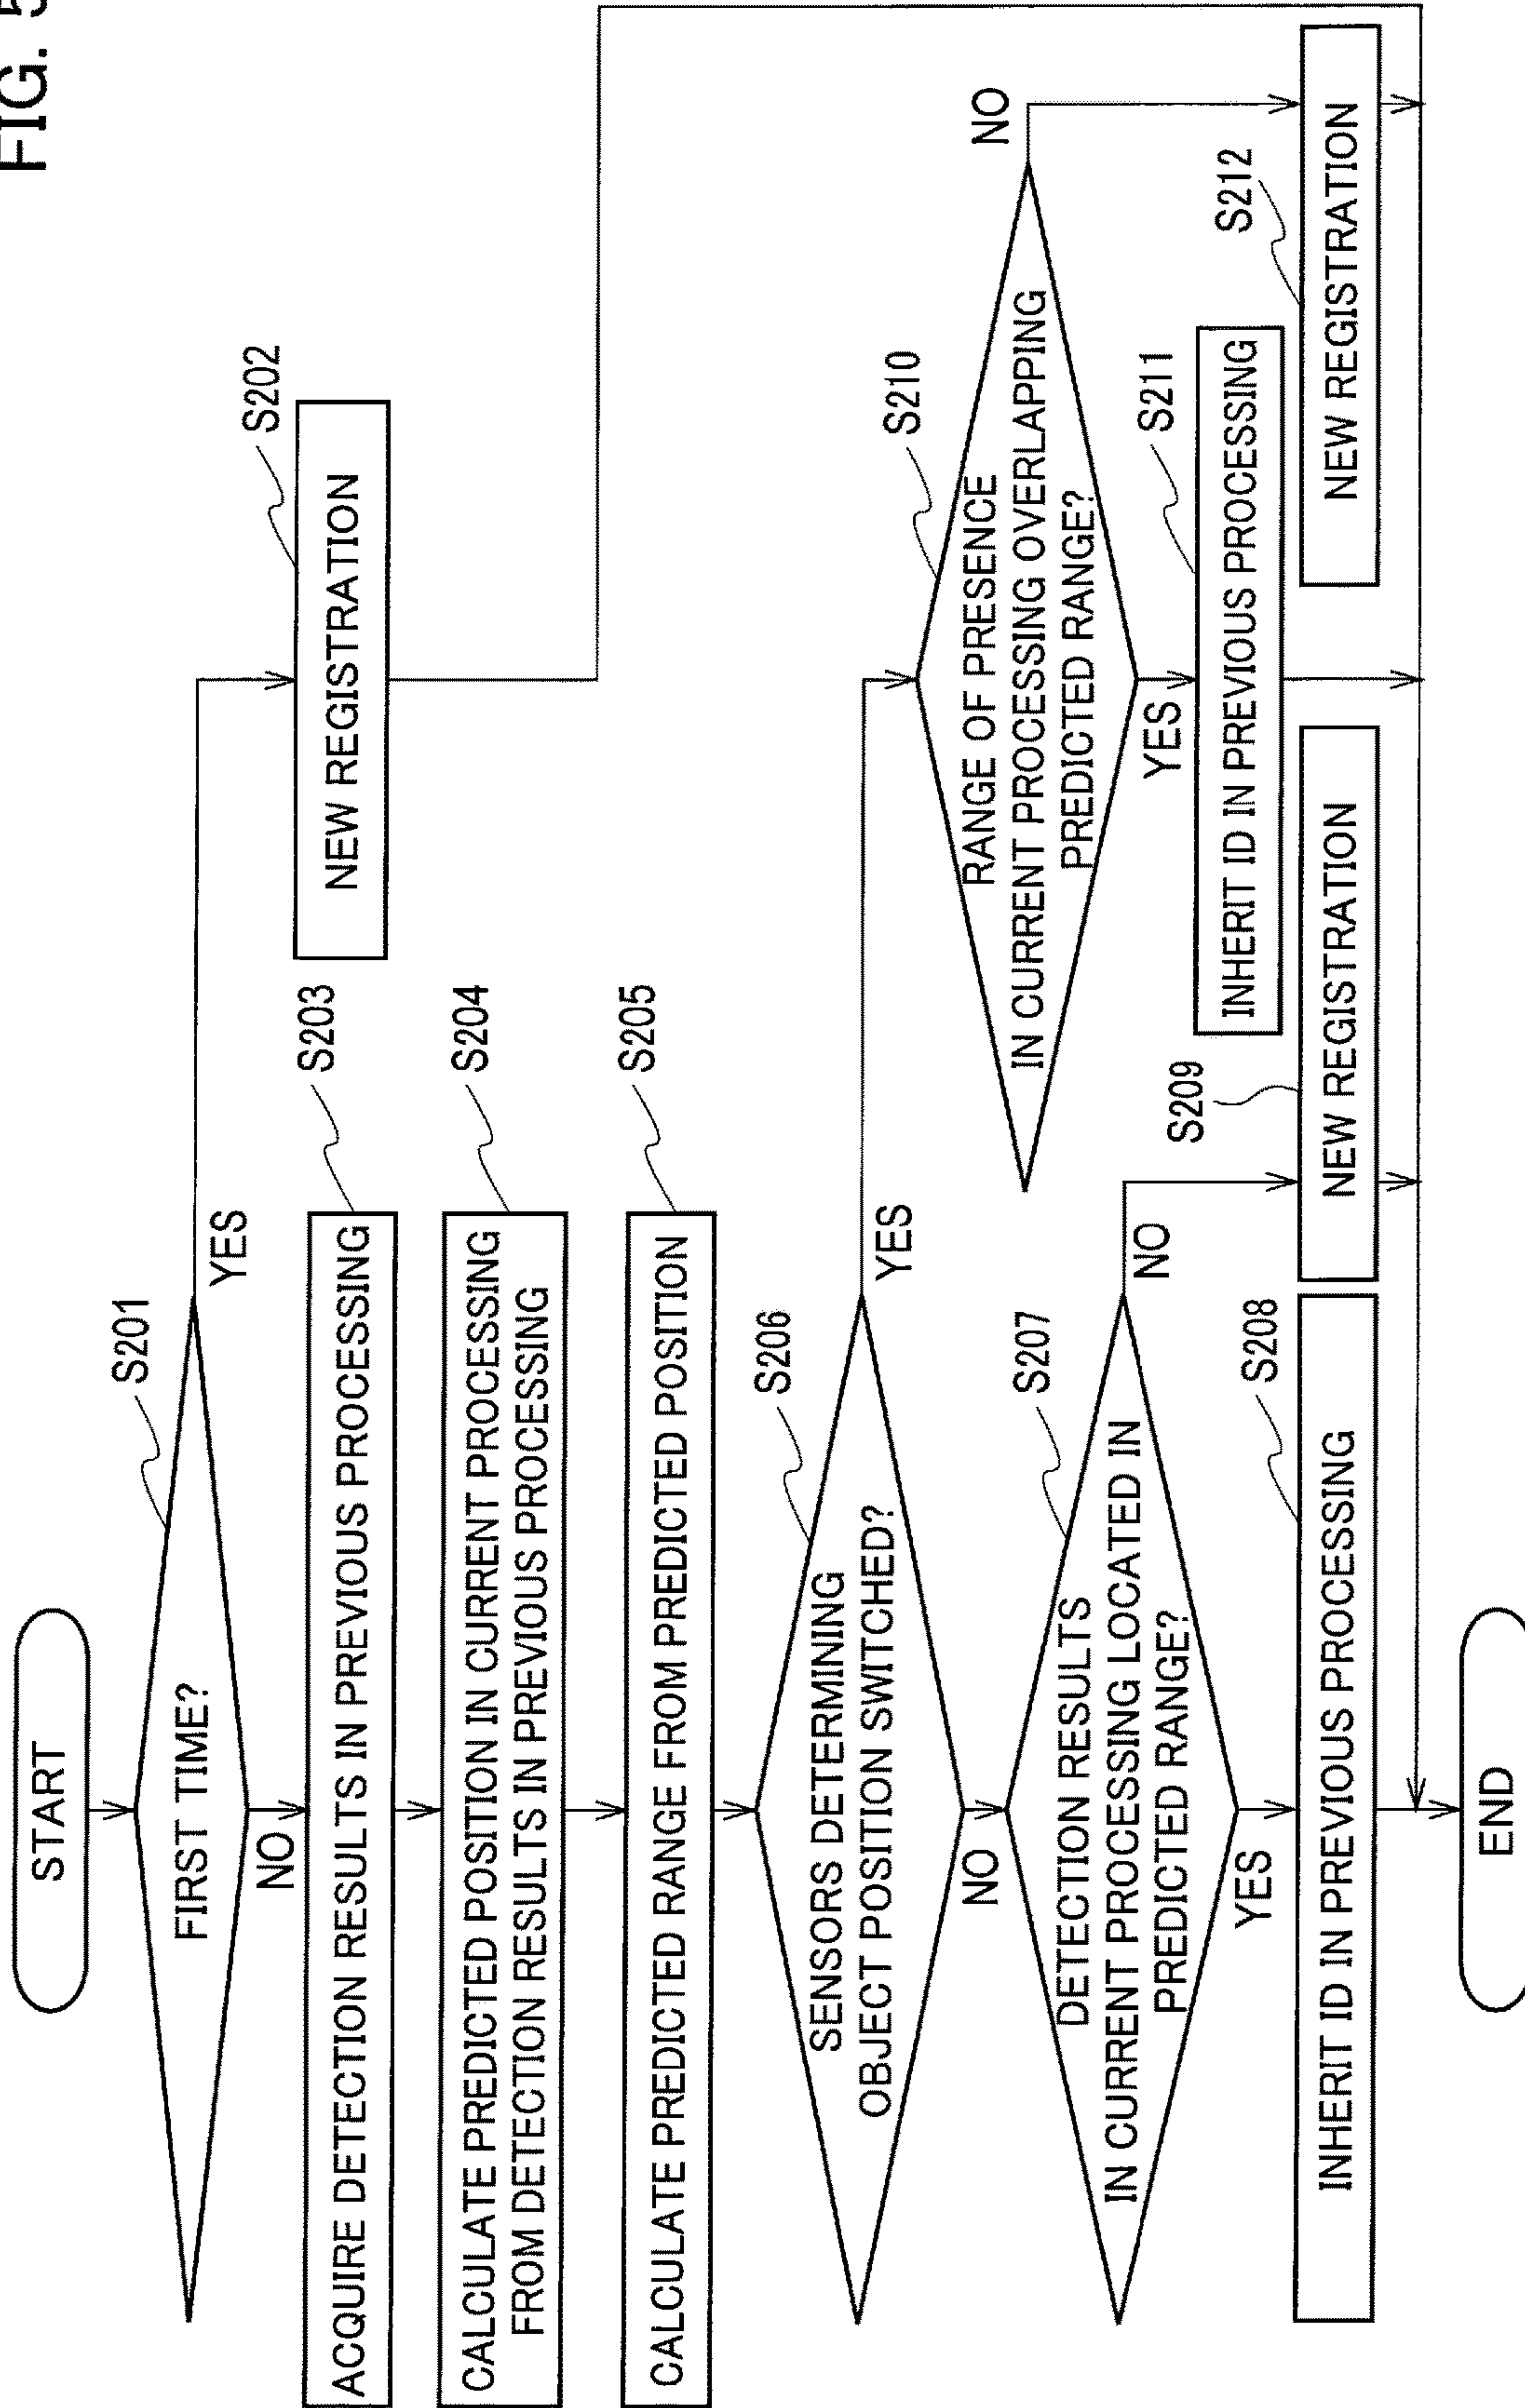 FIG. 5
START
S201
FIRST TIME?
YES
NO
S202
NEW REGISTRATION
S203
ACQUIRE DETECTION RESULTS IN PREVIOUS PROCESSING
S204
CALCULATE PREDICTED POSITION IN CURRENT PROCESSING
FROM DETECTION RESULTS IN PREVIOUS PROCESSING
S205
CALCULATE PREDICTED RANGE FROM PREDICTED POSITION
S206
SENSORS DETERMINING
OBJECT POSITION SWITCHED?
YES
NO
S207
DETECTION RESULTS
IN CURRENT PROCESSING LOCATED IN
PREDICTED RANGE?
NO
YES
S208
INHERIT ID IN PREVIOUS PROCESSING
S209
NEW REGISTRATION
S210
RANGE OF PRESENCE
IN CURRENT PROCESSING OVERLAPPING
PREDICTED RANGE?
NO
YES
S211
INHERIT ID IN PREVIOUS PROCESSING
S212
NEW REGISTRATION
END